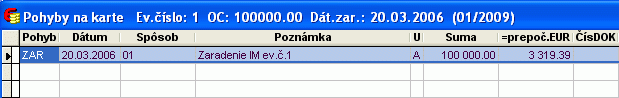 Pohyby na karte Ev.číslo: 1 OC: 100000.00 Dát.zar.: 20.03.2006 (01/2009)
Pohyb Dátum Spôsob Poznámka U Suma =prepoč.EUR ČísDOK
ZAR 20.03.2006 01 Zaradenie IM ev.č.1 A 100 000.00 3 319.39